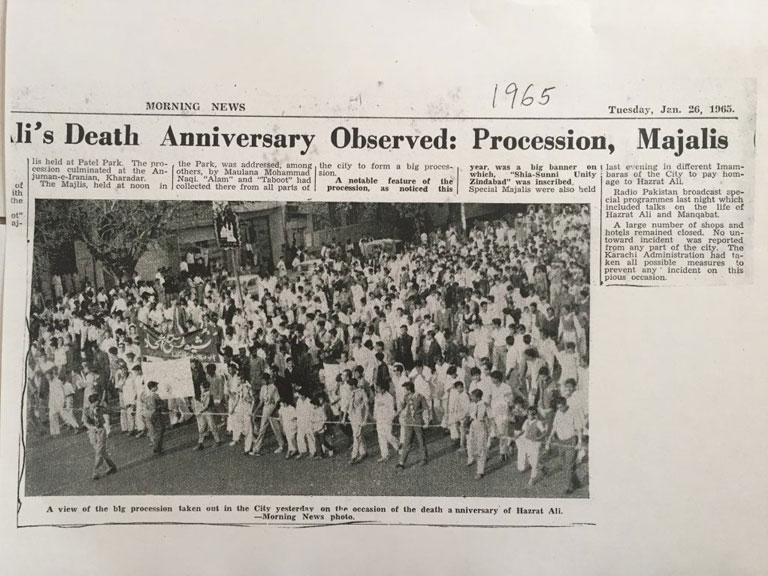 1965
MORNING NEWS
Tuesday, Jan. 26, 1965.
li's Death Anniversary Observed: Procession, Majalis
of
ith
the
ot"
aj-
lis held at Patel Park. The pro-
cession culminated at the An-
juman-e-Iranian, Kharadar.
The Majlis, held at noon in
the Park, was addressed, among
others, by Maulana Mohammad
Naqi. "Alam" and "Taboot" had
collected there from all parts of
the city to form a big proces-
sion.
A notable feature of the
procession, as noticed this
year, was a big banner on
which, "Shia-Sunni Unity
Zindabad" was inscribed.
Special Majalis were also held
last evening in different Imam-
baras of the City to pay hom-
age to Hazrat Ali.
Radio Pakistan broadcast spe-
cial programmes last night which
included talks on the life of
Hazrat Ali and Manqabat.
A large number of shops and
hotels remained closed. No un-
toward incident was reported
from any part of the city. The
Karachi Administration had ta-
ken all possible measures to
prevent any incident on this
pious occasion.
A view of the big procession taken out in the City yesterday on the occasion of the death anniversary of Hazrat Ali.
—Morning News photo.